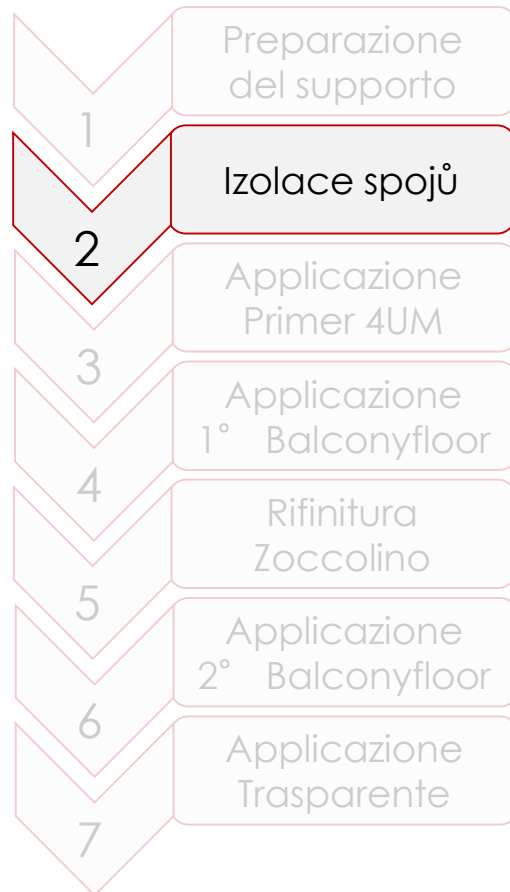 Preparazione
del supporto
1
Izolace spojů
2
Applicazione
Primer 4UM
3
Applicazione
1° Balconyfloor
4
Rifinitura
Zoccolino
5
Applicazione
2° Balconyfloor
6
Applicazione
Trasparente
7